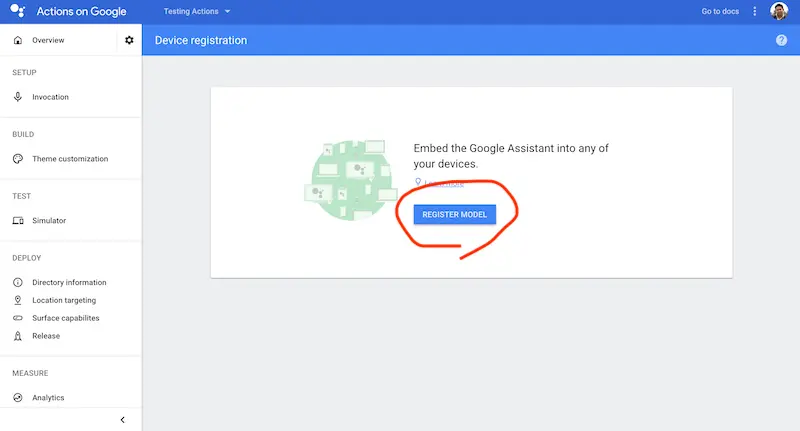 Actions on Google
Testing Actions
Go to docs
Overview
Device registration
SETUP
Invocation
BUILD
Theme customization
TEST
Simulator
DEPLOY
Directory information
Location targeting
Surface capabilites
Release
MEASURE
Analytics
Embed the Google Assistant into any of
your devices.
Learn more
REGISTER MODEL